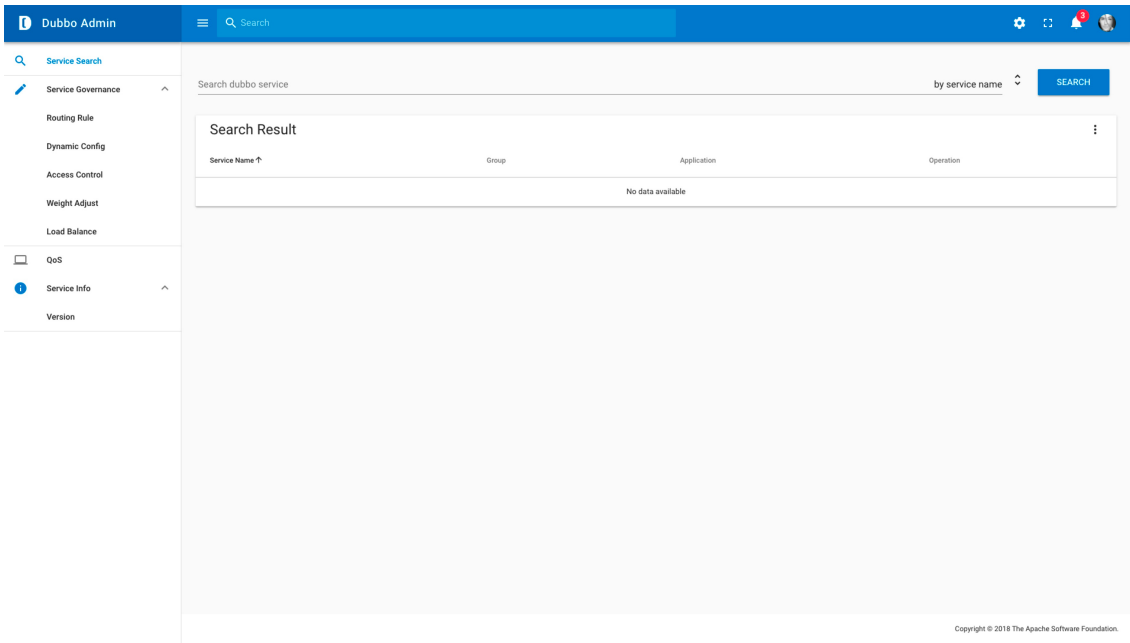 Dubbo Admin
Search
3
Service Search
Service Governance
Routing Rule
Dynamic Config
Access Control
Weight Adjust
Load Balance
QoS
Service Info
Version
Search dubbo service
by service name
SEARCH
Search Result
Service Name Group Application Operation
No data available
Copyright © 2018 The Apache Software Foundation.